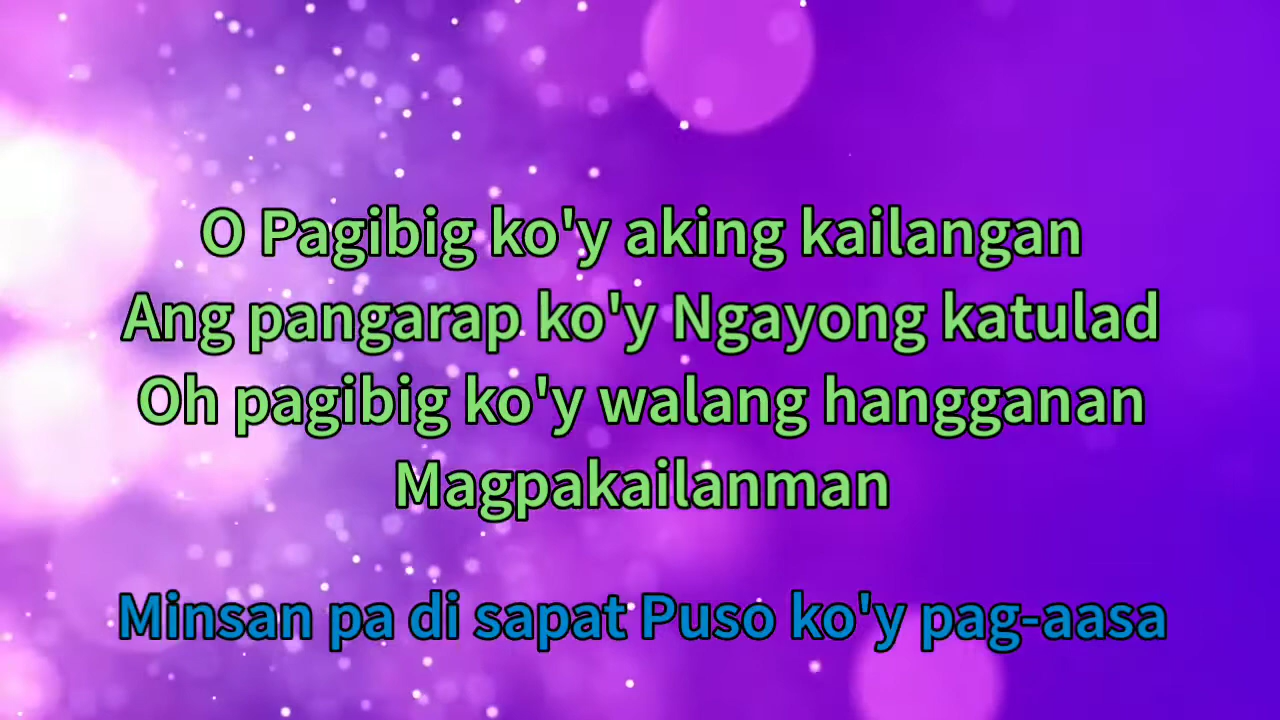 O Pagibig ko'y aking kailangan
Ang pangarap ko'y Ngayong katulad
Oh pagibig ko'y walang hangganan
Magpakailanman
Minsan pa di sapat Puso ko'y pag-aasa